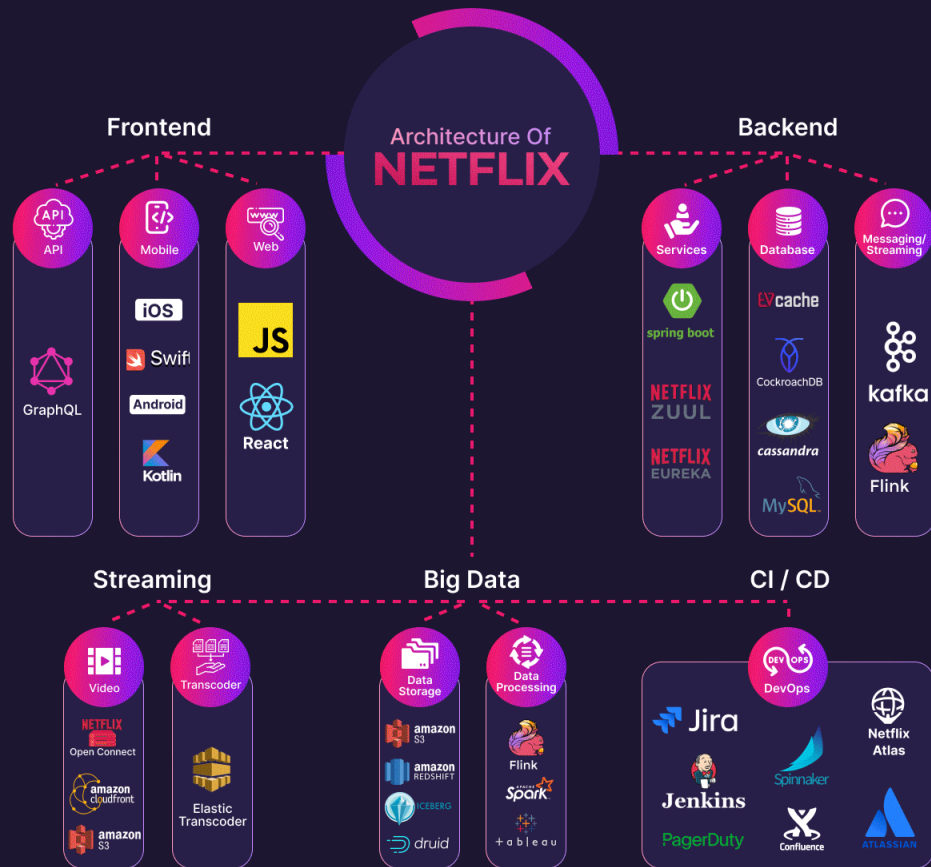 Architecture Of
NETFLIX
Frontend
Backend
API
API
Mobile
WWW
Web
Services
Database
Messaging/
Streaming
GraphQL
iOS
Swift
Android
Kotlin
JS
React
spring boot
NETFLIX
ZUUL
NETFLIX
EUREKA
EVcache
CockroachDB
cassandra
MySQL™
kafka
Flink
Streaming
Big Data
CI / CD
Video
Transcoder
Data
Storage
Data
Processing
DEV OPS
DevOps
NETFLIX
Open Connect
amazon
cloudfront
amazon
S3
Elastic
Transcoder
amazon
S3
amazon
REDSHIFT
ICEBERG
druid
Flink
APACHE
Spark
+ a b l e a u
Jira
Netflix
Atlas
Spinnaker
Jenkins
PagerDuty
Confluence
ATLASSIAN